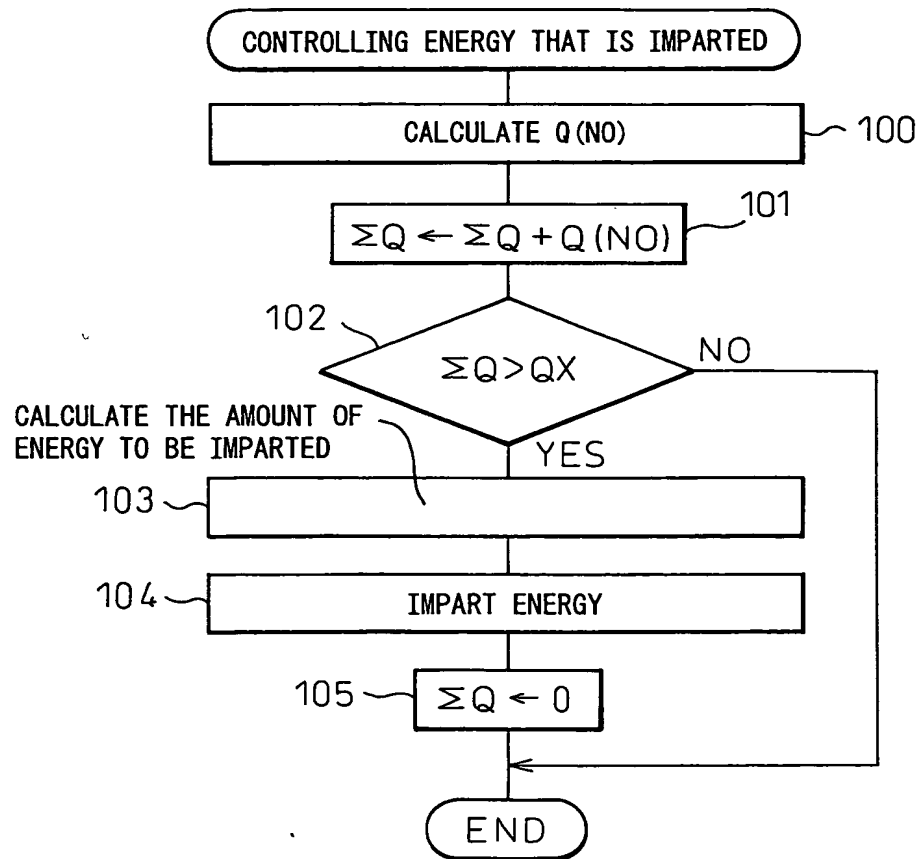 CONTROLLING ENERGY THAT IS IMPARTED
CALCULATE Q(NO)
100
101
ΣQ ← ΣQ + Q(NO)
102
ΣQ>QX
NO
CALCULATE THE AMOUNT OF
ENERGY TO BE IMPARTED
YES
103
104
IMPART ENERGY
105
ΣQ ← 0
END